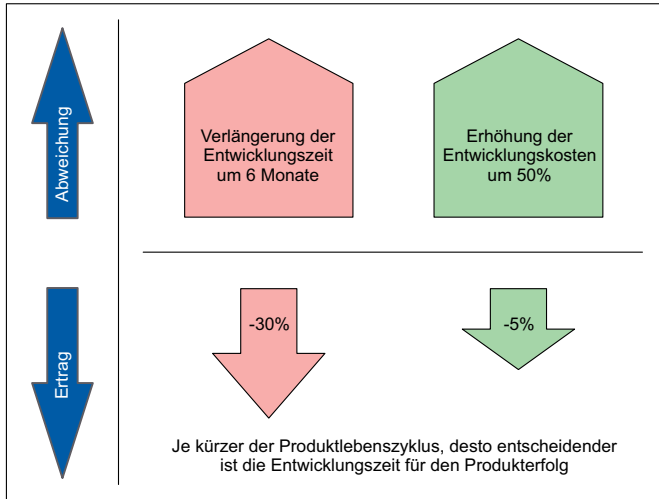 Abweichung
Verlängerung der
Entwicklungszeit
um 6 Monate
Erhöhung der
Entwicklungskosten
um 50%
Ertrag
-30%
-5%
Je kürzer der Produktlebenszyklus, desto entscheidender
ist die Entwicklungszeit für den Produkterfolg